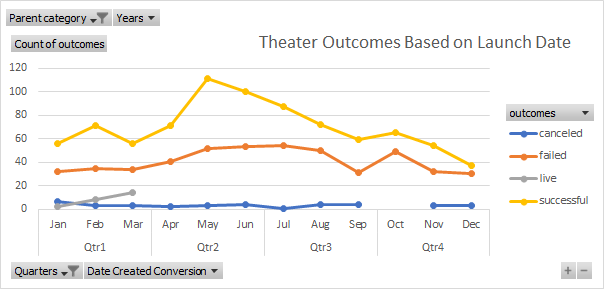 Parent category Years
Count of outcomes
Theater Outcomes Based on Launch Date
120
100
80
60
40
20
0
Jan Feb Mar Apr May Jun Jul Aug Sep Oct Nov Dec
Qtr1 Qtr2 Qtr3 Qtr4
outcomes
canceled
failed
live
successful
Quarters Date Created Conversion
+ −